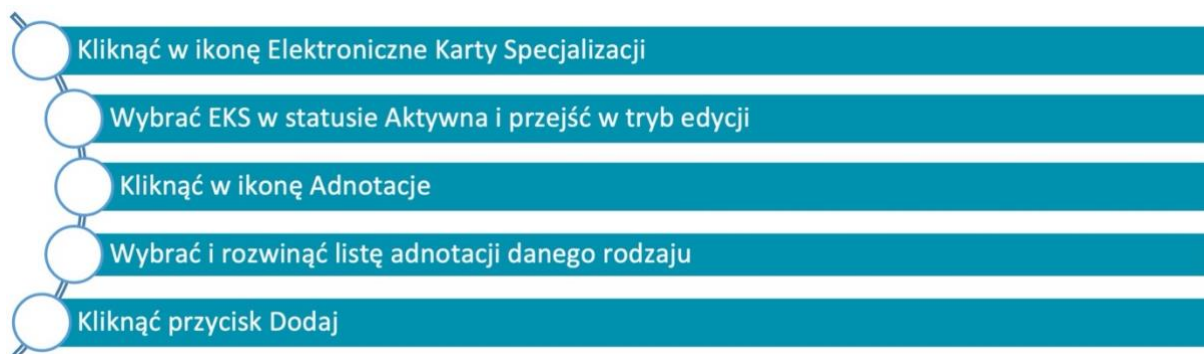 Kliknąć w ikonę Elektroniczne Karty Specjalizacji
Wybrać EKS w statusie Aktywna i przejść w tryb edycji
Kliknąć w ikonę Adnotacje
Wybrać i rozwinąć listę adnotacji danego rodzaju
Kliknąć przycisk Dodaj